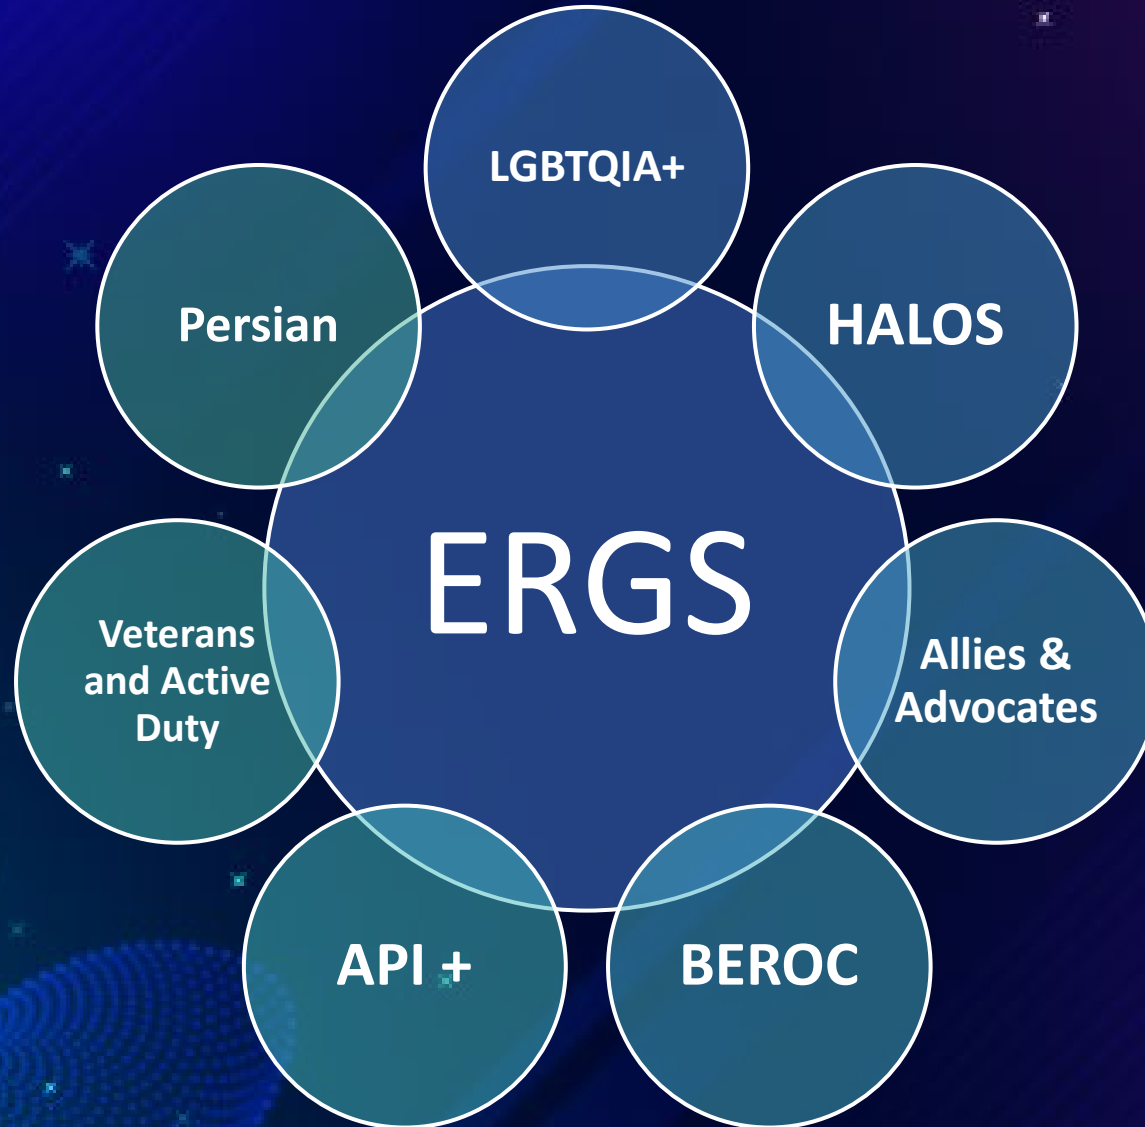 LGBTQIA+
Persian
HALOS
ERGS
Veterans
and Active
Duty
Allies &
Advocates
API +
BEROC